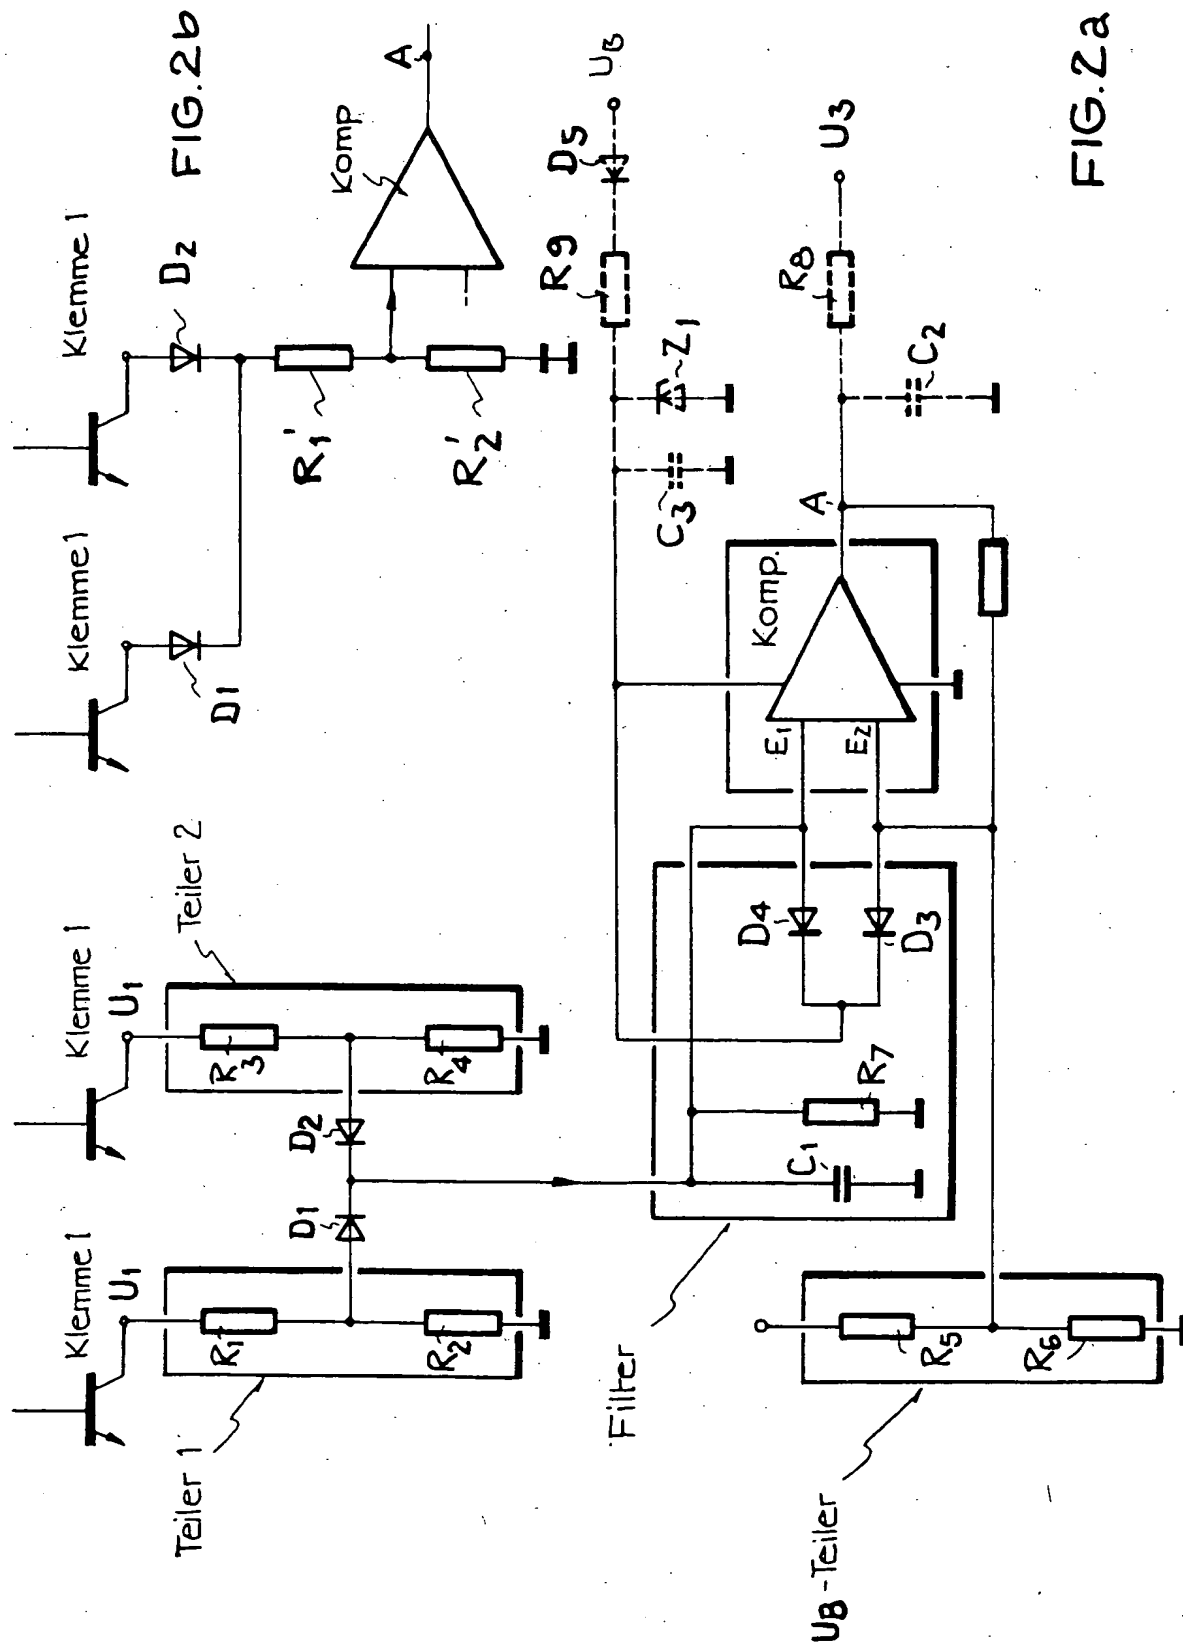 FIG. 2b
Klemme 1
Klemme 1
D1
D2
R1'
R2'
Komp
A
Teiler 1
Klemme 1
U1
R1
R2
D1
D2
Klemme 1
U1
R3
R4
Teiler 2
Filter
C1
R7
D4
D3
E1
E2
Komp.
A
C3
Z1
R9
D5
UB
C2
R8
U3
UB-Teiler
R5
R6
FIG. 2a